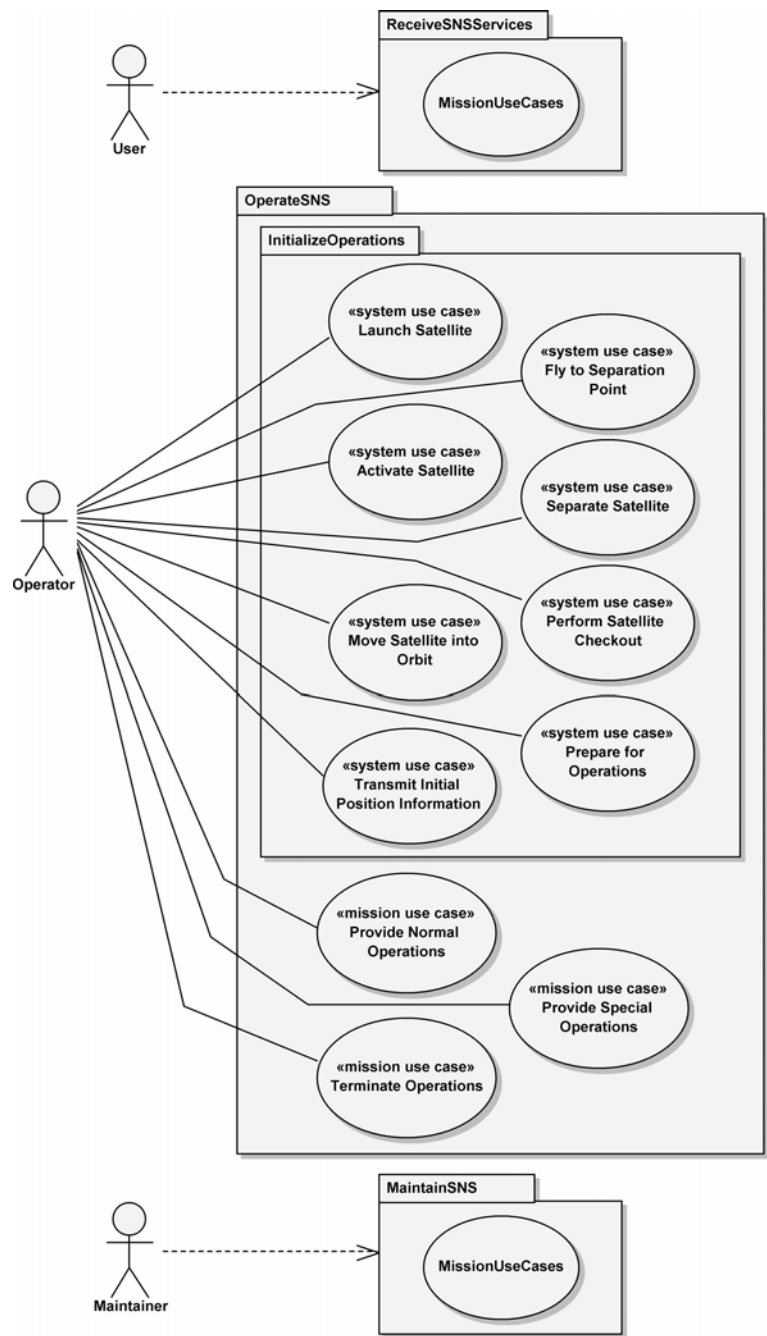 ReceiveSNSServices
MissionUseCases
User
OperateSNS
InitializeOperations
«system use case»
Launch Satellite
«system use case»
Fly to Separation
Point
«system use case»
Activate Satellite
«system use case»
Separate Satellite
Operator
«system use case»
Move Satellite into
Orbit
«system use case»
Perform Satellite
Checkout
«system use case»
Transmit Initial
Position Information
«system use case»
Prepare for
Operations
«mission use case»
Provide Normal
Operations
«mission use case»
Provide Special
Operations
«mission use case»
Terminate Operations
MaintainSNS
MissionUseCases
Maintainer